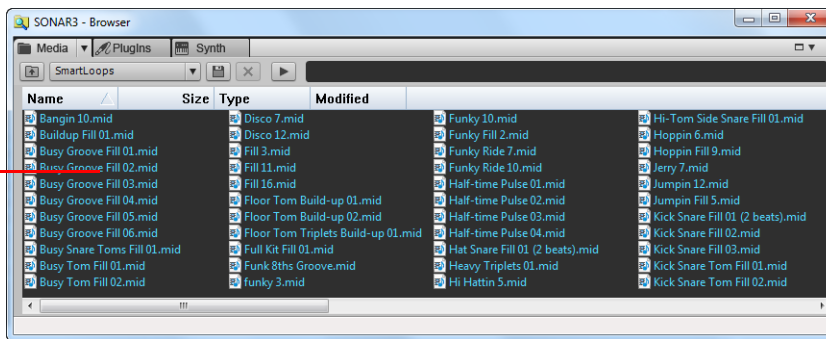 SONAR3 - Browser
Media PlugIns Synth
SmartLoops
Name Size Type Modified
Bangin 10.mid
Buildup Fill 01.mid
Busy Groove Fill 01.mid
Busy Groove Fill 02.mid
Busy Groove Fill 03.mid
Busy Groove Fill 04.mid
Busy Groove Fill 05.mid
Busy Groove Fill 06.mid
Busy Snare Toms Fill 01.mid
Busy Tom Fill 01.mid
Busy Tom Fill 02.mid
Disco 7.mid
Disco 12.mid
Fill 3.mid
Fill 11.mid
Fill 16.mid
Floor Tom Build-up 01.mid
Floor Tom Build-up 02.mid
Floor Tom Triplets Build-up 01.mid
Full Kit Fill 01.mid
Funk 8ths Groove.mid
funky 3.mid
Funky 10.mid
Funky Fill 2.mid
Funky Ride 7.mid
Funky Ride 10.mid
Half-time Pulse 01.mid
Half-time Pulse 02.mid
Half-time Pulse 03.mid
Half-time Pulse 04.mid
Hat Snare Fill 01 (2 beats).mid
Heavy Triplets 01.mid
Hi Hattin 5.mid
Hi-Tom Side Snare Fill 01.mid
Hoppin 6.mid
Hoppin Fill 9.mid
Jerry 7.mid
Jumpin 12.mid
Jumpin Fill 5.mid
Kick Snare Fill 01 (2 beats).mid
Kick Snare Fill 02.mid
Kick Snare Fill 03.mid
Kick Snare Tom Fill 01.mid
Kick Snare Tom Fill 02.mid